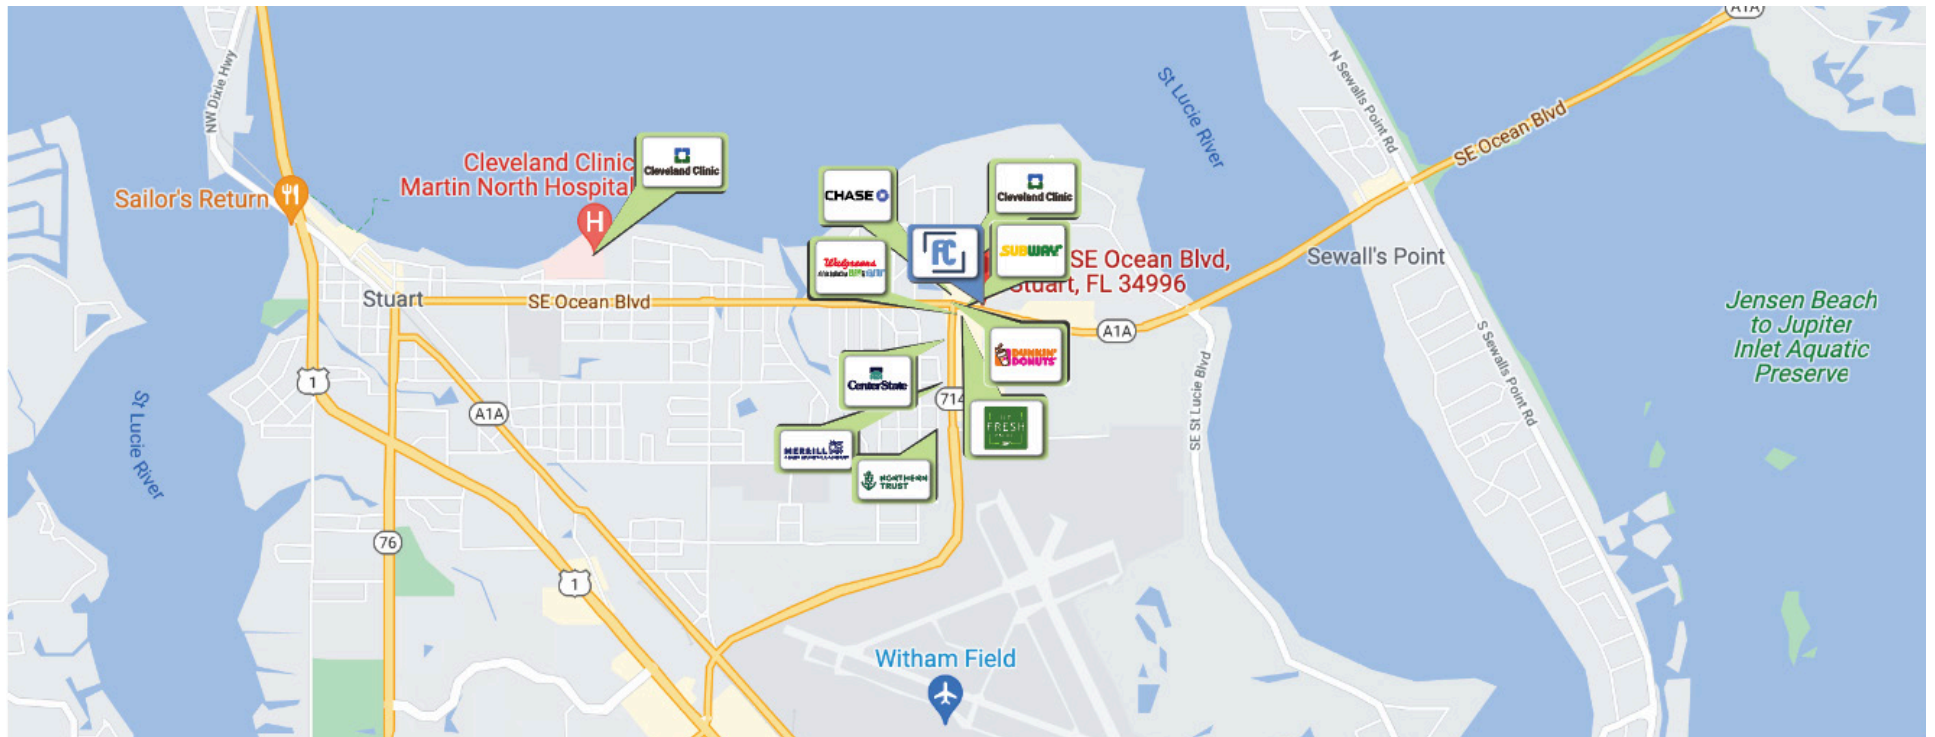 A1A
NW Dixie Hwy
N Sewalls Point Rd
St Lucie River
SE Ocean Blvd
Cleveland Clinic
Martin North Hospital
H
Cleveland Clinic
Sailor's Return
CHASE
Cleveland Clinic
FC
SUBWAY
Walgreens
SE Ocean Blvd,
Stuart, FL 34996
Sewall's Point
Stuart
SE Ocean Blvd
A1A
Jensen Beach
to Jupiter
Inlet Aquatic
Preserve
S Sewalls Point Rd
SE St Lucie Blvd
DUNKIN'
DONUTS
CenterState
1
714
A1A
St Lucie River
FRESH
MERRILL
NORTHERN
TRUST
76
1
Witham Field